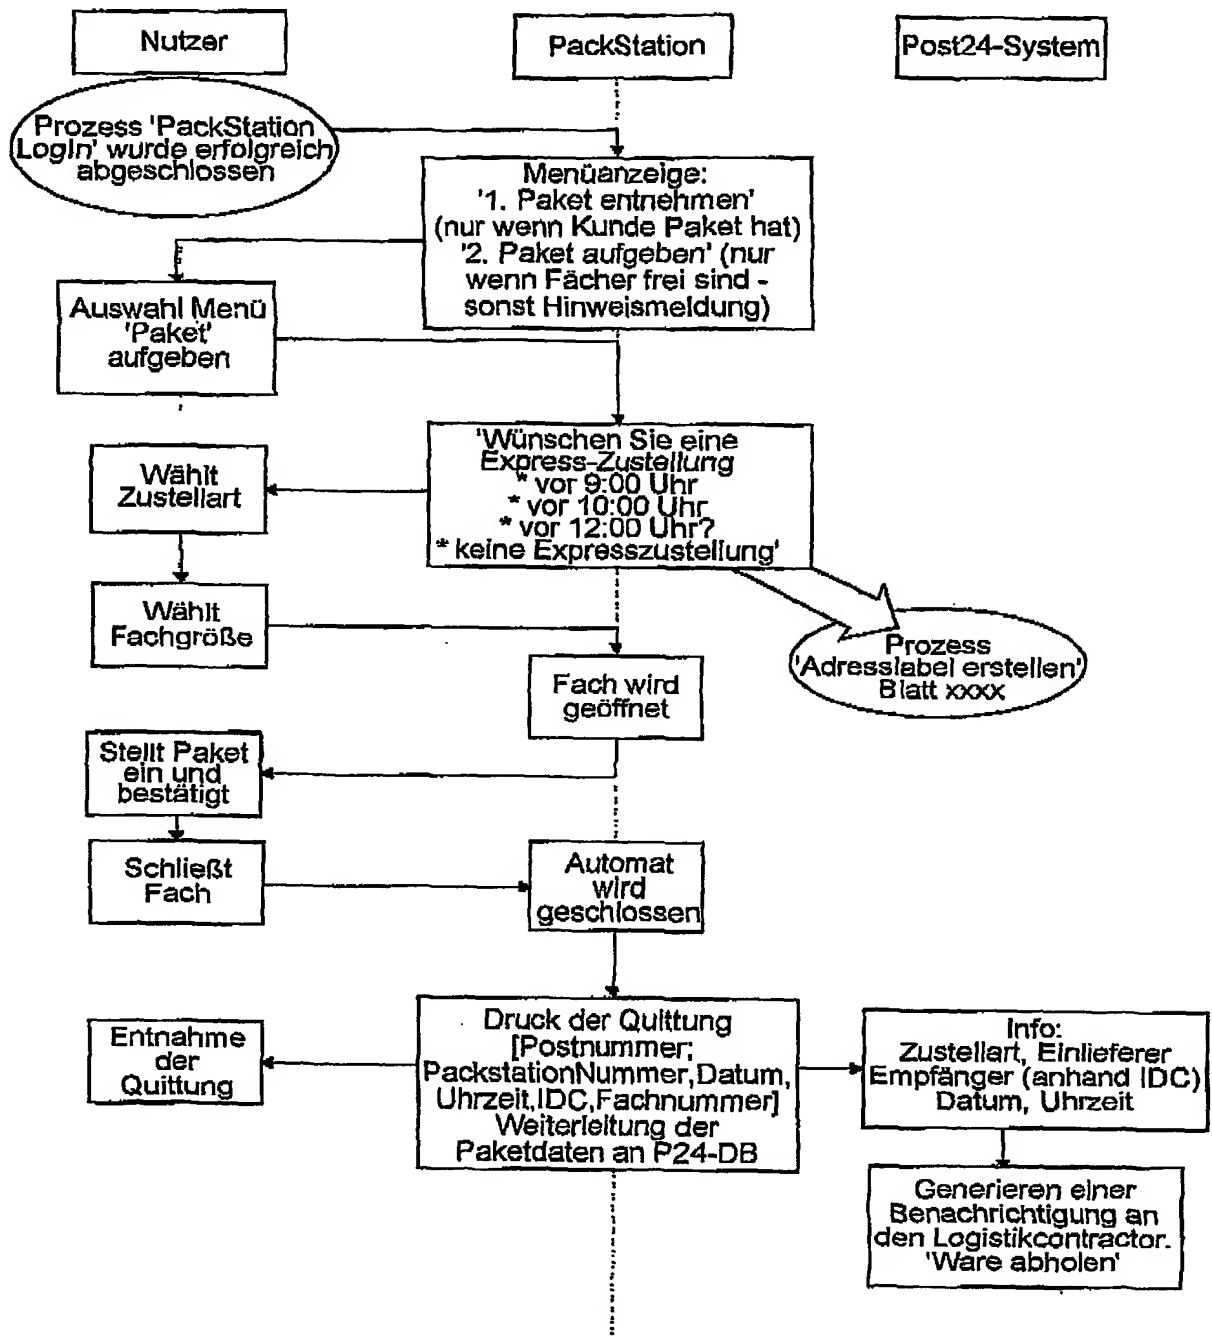 Nutzer
PackStation
Post24-System
Prozess 'PackStation
LogIn' wurde erfolgreich
abgeschlossen
Menüanzeige:
'1. Paket entnehmen'
(nur wenn Kunde Paket hat)
'2. Paket aufgeben' (nur
wenn Fächer frei sind -
sonst Hinweismeldung)
Auswahl Menü
'Paket'
aufgeben
'Wünschen Sie eine
Express-Zustellung
* vor 9:00 Uhr
* vor 10:00 Uhr
* vor 12:00 Uhr?
* keine Expresszustellung'
Wählt
Zustellart
Wählt
Fachgröße
Prozess
'Adresslabel erstellen'
Blatt xxxx
Fach wird
geöffnet
Stellt Paket
ein und
bestätigt
Schließt
Fach
Automat
wird
geschlossen
Druck der Quittung
[Postnummer;
PackstationNummer,Datum,
Uhrzeit,IDC,Fachnummer]
Weiterleitung der
Paketdaten an P24-DB
Entnahme
der
Quittung
Info:
Zustellart, Einlieferer
Empfänger (anhand IDC)
Datum, Uhrzeit
Generieren einer
Benachrichtigung an
den Logistikcontractor.
'Ware abholen'